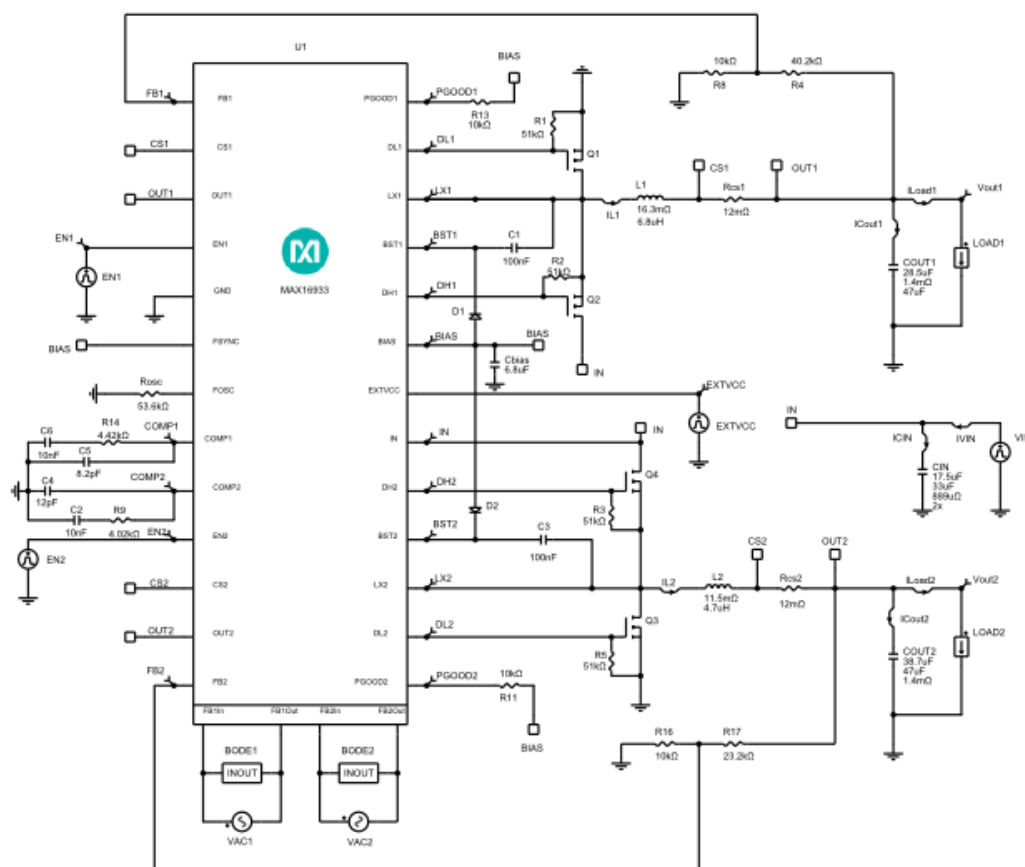 U1
MAX16933
FB1
CS1
OUT1
EN1
GND
FSYNC
FOSC
COMP1
COMP2
EN2
CS2
OUT2
FB2
PGOOD1
DL1
LX1
BST1
DH1
BIAS
EXTVCC
IN
DH2
BST2
LX2
DL2
PGOOD2
FB1In
FB1Out
FB2In
FB2Out
FB1
CS1
OUT1
EN1
EN1
BIAS
Rosc
53.6kΩ
C6
10nF
R14
4.42kΩ
COMP1
C5
8.2pF
C4
12pF
COMP2
C2
10nF
R9
4.02kΩ
EN2
EN2
CS2
OUT2
FB2
BODE1
INOUT
VAC1
BODE2
INOUT
VAC2
PGOOD1
R13
10kΩ
BIAS
DL1
R1
51kΩ
Q1
LX1
IL1
L1
16.3mΩ
6.8uH
CS1
Rcs1
12mΩ
OUT1
10kΩ
R8
40.2kΩ
R4
ILoad1
Vout1
ICout1
COUT1
28.5uF
1.4mΩ
47uF
LOAD1
BST1
C1
100nF
DH1
R2
51kΩ
Q2
IN
D1
BIAS
BIAS
Cbias
6.8uF
EXTVCC
EXTVCC
IN
IN
IN
ICIN
IVIN
VI
CIN
17.5uF
33uF
889uΩ
2x
DH2
Q4
R3
51kΩ
D2
BST2
C3
100nF
LX2
IL2
L2
11.5mΩ
4.7uH
CS2
Rcs2
12mΩ
OUT2
ILoad2
Vout2
ICout2
COUT2
38.7uF
47uF
1.4mΩ
LOAD2
DL2
Q3
R5
51kΩ
PGOOD2
10kΩ
R11
BIAS
R16
10kΩ
R17
23.2kΩ